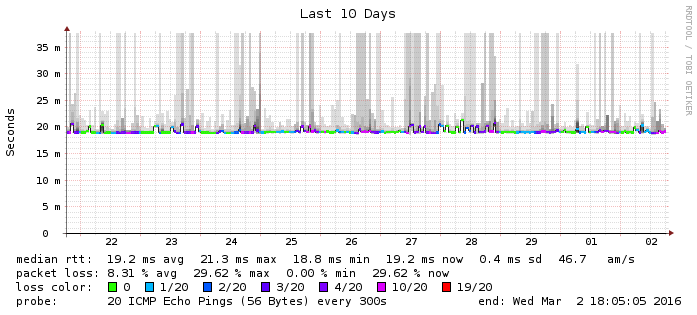 Last 10 Days
RRDTOOL / TOBI OETIKER
Seconds
35 m
30 m
25 m
20 m
15 m
10 m
5 m
0
22 23 24 25 26 27 28 29 01 02
median rtt: 19.2 ms avg 21.3 ms max 18.8 ms min 19.2 ms now 0.4 ms sd 46.7 am/s
packet loss: 8.31 % avg 29.62 % max 0.00 % min 29.62 % now
loss color: 0 1/20 2/20 3/20 4/20 10/20 19/20
probe: 20 ICMP Echo Pings (56 Bytes) every 300s end: Wed Mar 2 18:05:05 2016